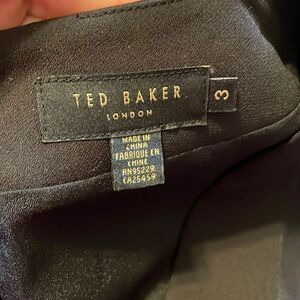 TED BAKER
LONDON
3
MADE IN
CHINA
FABRIQUE EN
CHINE
RN95229
CA25459